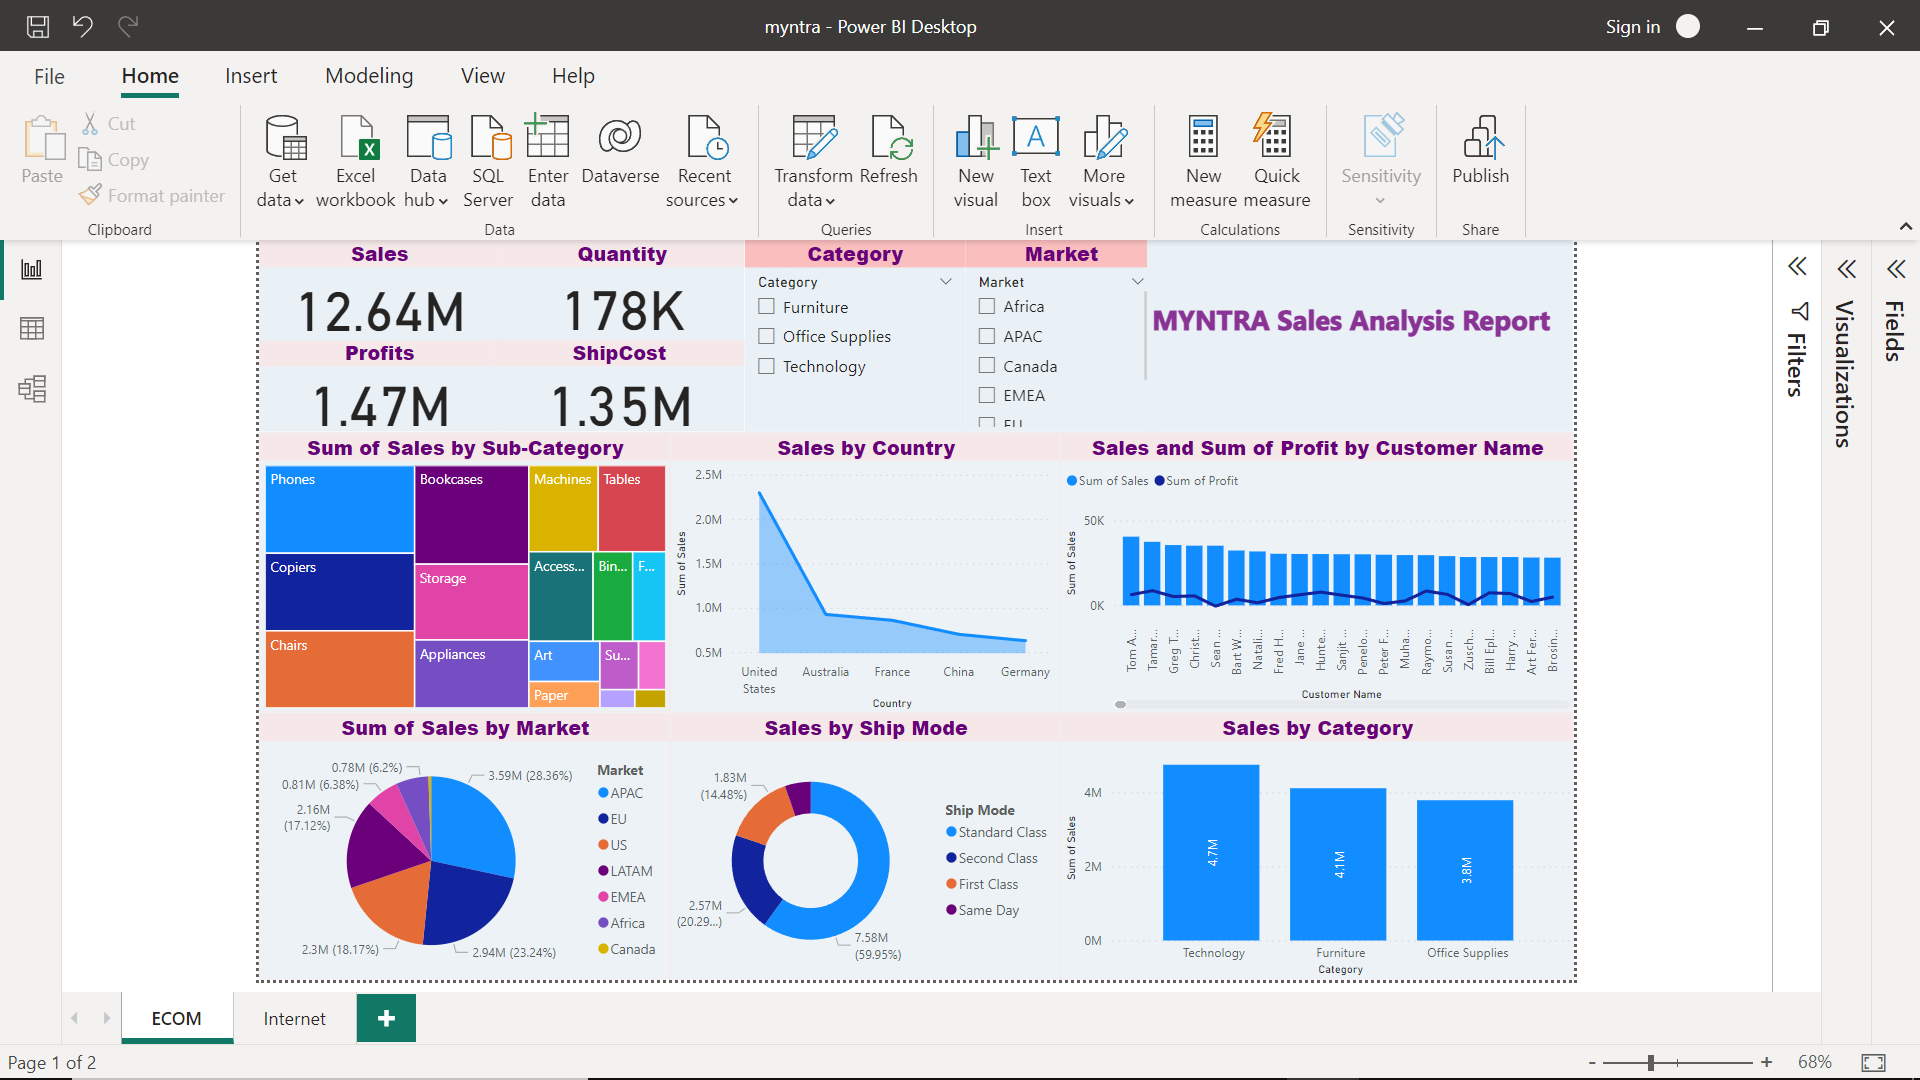 myntra - Power BI Desktop
Sign in
File
Home
Insert
Modeling
View
Help
Paste
Cut
Copy
Format painter
Clipboard
Get
data
Excel
workbook
Data
hub
SQL
Server
Enter
data
Dataverse
Recent
sources
Data
Transform
data
Refresh
Queries
New
visual
Text
box
More
visuals
Insert
New
measure
Quick
measure
Calculations
Sensitivity
Sensitivity
Publish
Share
Sales
12.64M
Quantity
178K
Profits
1.47M
ShipCost
1.35M
Category
Category
Furniture
Office Supplies
Technology
Market
Market
Africa
APAC
Canada
EMEA
EU
MYNTRA Sales Analysis Report
Filters
Visualizations
Fields
Sum of Sales by Sub-Category
Phones
Copiers
Chairs
Bookcases
Storage
Appliances
Machines
Tables
Access...
Bin...
F...
Art
Su...
Paper
Sales by Country
Sum of Sales
2.5M
2.0M
1.5M
1.0M
0.5M
United
States
Australia
France
China
Germany
Country
Sales and Sum of Profit by Customer Name
Sum of Sales
Sum of Profit
Sum of Sales
50K
0K
Tom A...
Tamar...
Greg T...
Christ...
Sean ...
Bart W...
Natali...
Fred H...
Jane ...
Hunte...
Sanjit ...
Penelo...
Peter F...
Muha...
Raymo...
Susan ...
Zusch...
Bill Epl...
Harry ...
Art Fer...
Brosin...
Customer Name
Sum of Sales by Market
0.78M (6.2%)
0.81M (6.38%)
2.16M
(17.12%)
2.3M (18.17%)
3.59M (28.36%)
2.94M (23.24%)
Market
APAC
EU
US
LATAM
EMEA
Africa
Canada
Sales by Ship Mode
1.83M
(14.48%)
2.57M
(20.29...)
7.58M
(59.95%)
Ship Mode
Standard Class
Second Class
First Class
Same Day
Sales by Category
Sum of Sales
4M
2M
0M
4.7M
4.1M
3.8M
Technology
Furniture
Office Supplies
Category
ECOM
Internet
Page 1 of 2
68%